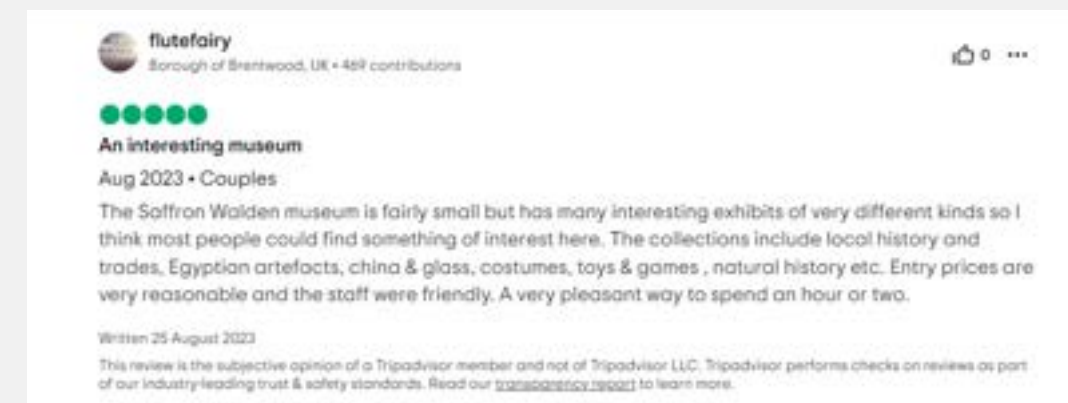 flutefairy
Borough of Brentwood, UK • 469 contributions
0 •••
An interesting museum
Aug 2023 • Couples
The Saffron Walden museum is fairly small but has many interesting exhibits of very different kinds so I
think most people could find something of interest here. The collections include local history and
trades, Egyptian artefacts, china & glass, costumes, toys & games , natural history etc. Entry prices are
very reasonable and the staff were friendly. A very pleasant way to spend an hour or two.
Written 25 August 2023
This review is the subjective opinion of a Tripadvisor member and not of Tripadvisor LLC. Tripadvisor performs checks on reviews as part
of our industry-leading trust & safety standards. Read our transparency report to learn more.